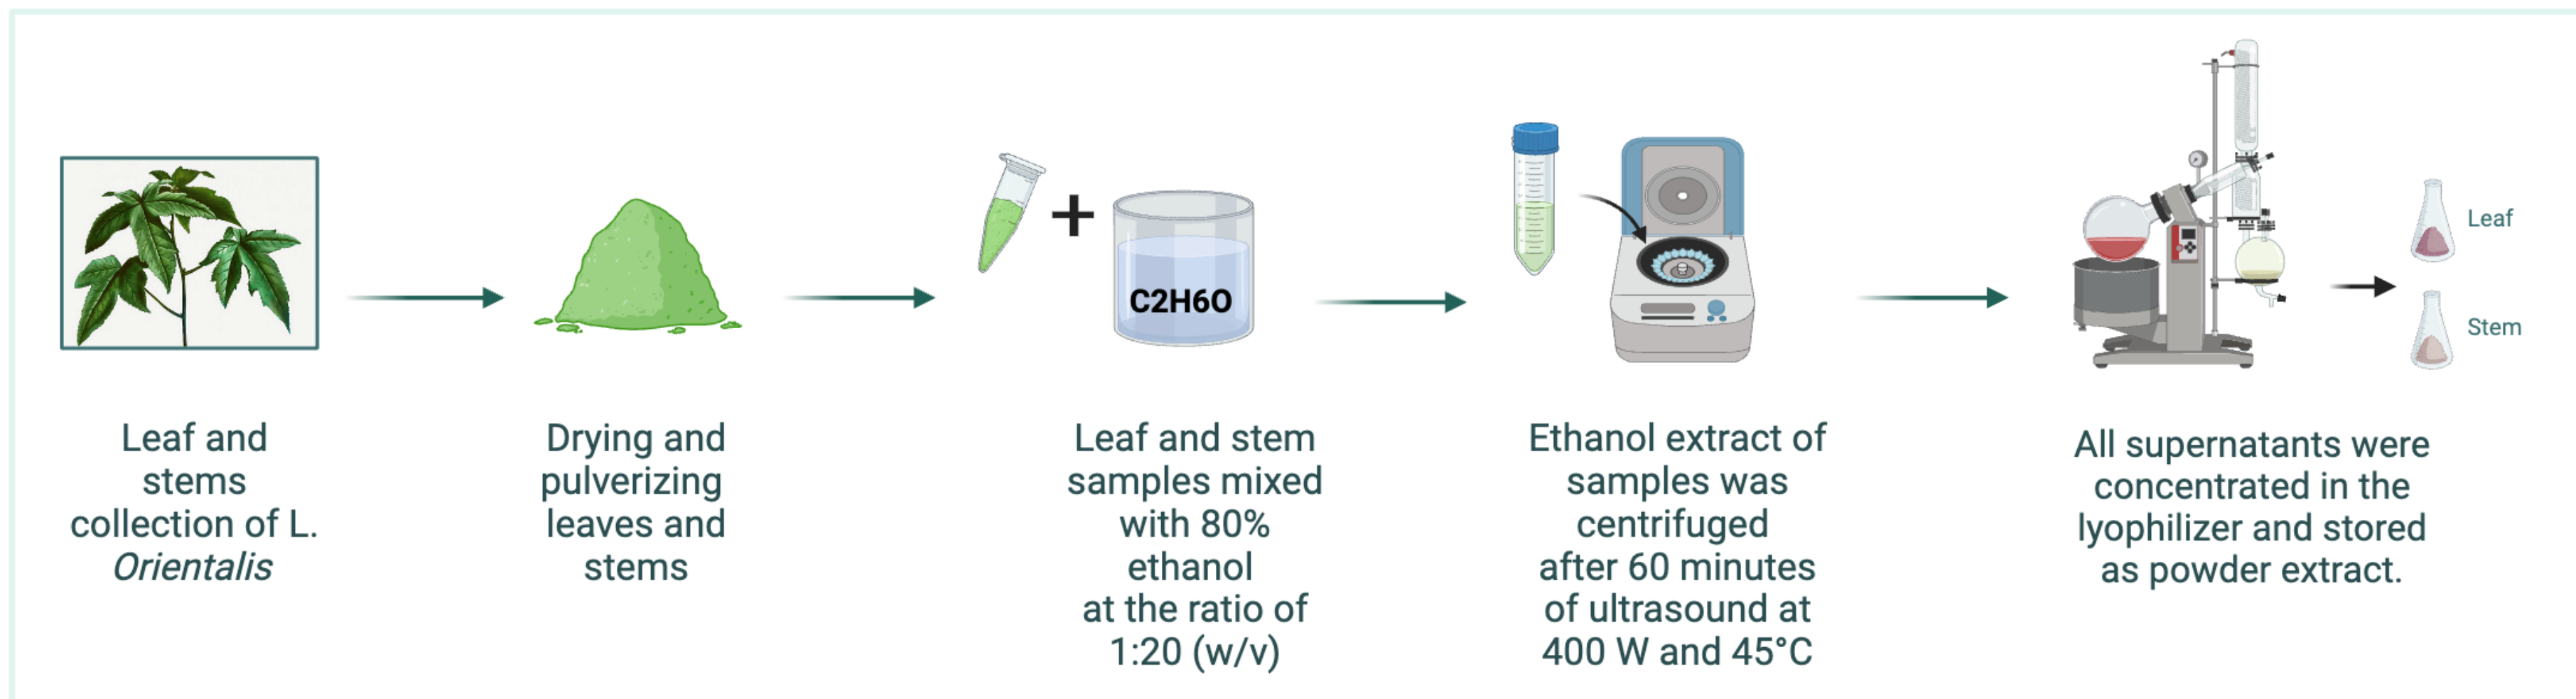 C2H6O
Leaf
Stem
Leaf and
stems
collection of L.
Orientalis
Drying and
pulverizing
leaves and
stems
Leaf and stem
samples mixed
with 80%
ethanol
at the ratio of
1:20 (w/v)
Ethanol extract of
samples was
centrifuged
after 60 minutes
of ultrasound at
400 W and 45°C
All supernatants were
concentrated in the
lyophilizer and stored
as powder extract.